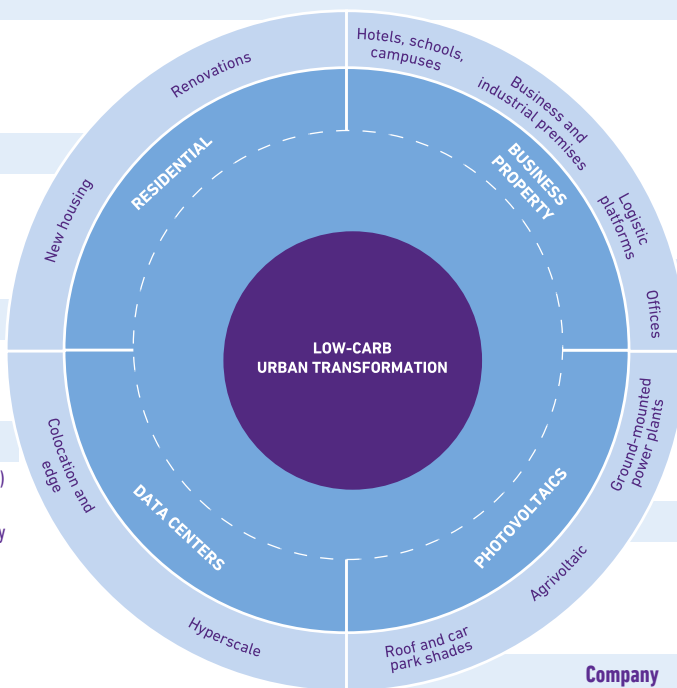 Hotels, schools,
campuses
Business and
industrial premises
Logistic
platforms
Offices
BUSINESS
PROPERTY
Renovations
New housing
RESIDENTIAL
LOW-CARB
URBAN TRANSFORMATION
Colocation and
edge
Hyperscale
DATA CENTERS
Ground-mounted
power plants
Agrivoltaic
Roof and car
park shades
PHOTOVOLTAICS
)
y
Company